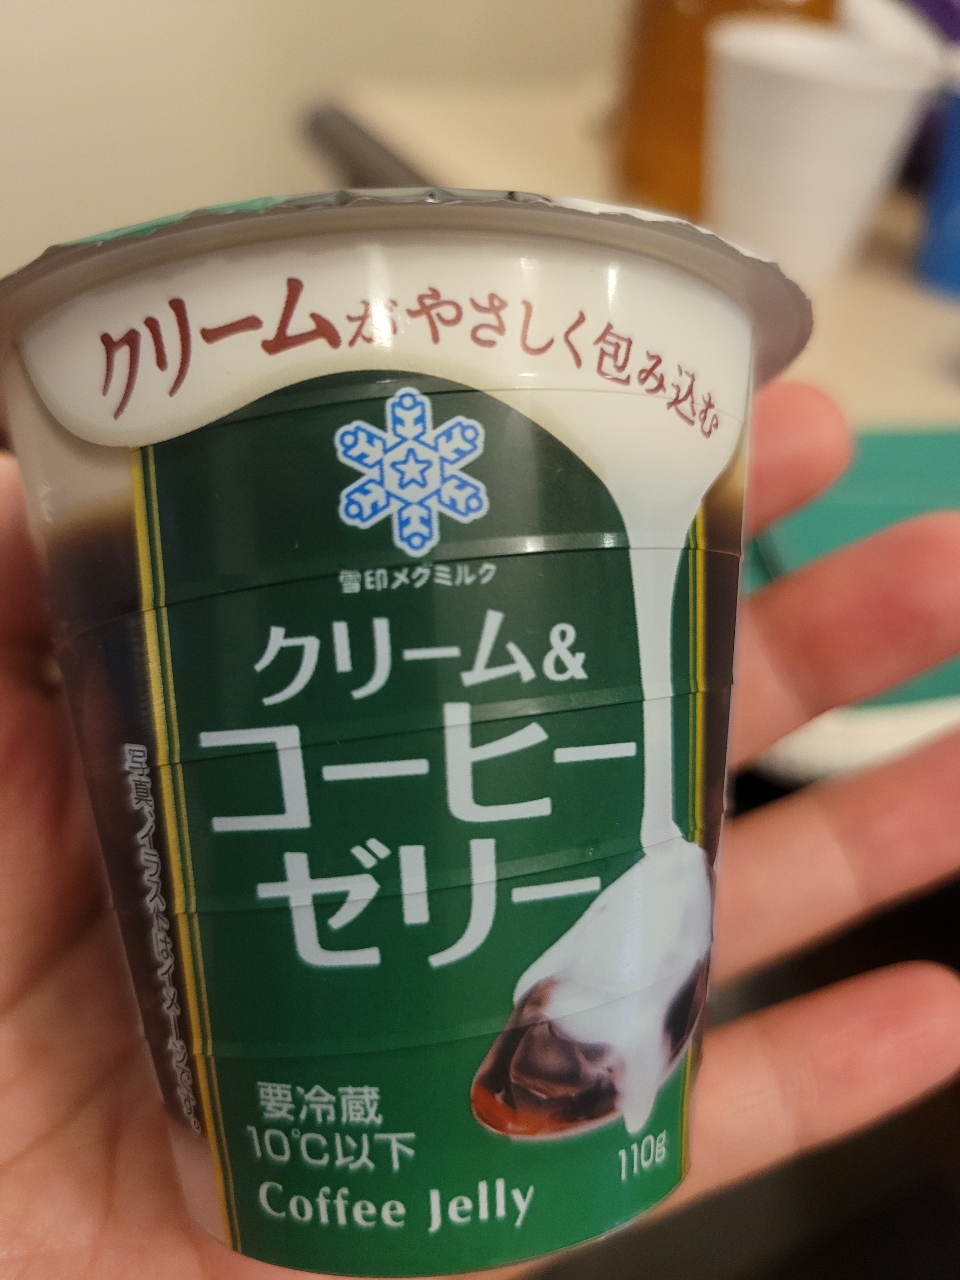 クリームがやさしく包み込む
雪印メグミルク
クリーム&
コーヒー
ゼリー
要冷蔵
10℃以下
110g
Coffee Jelly